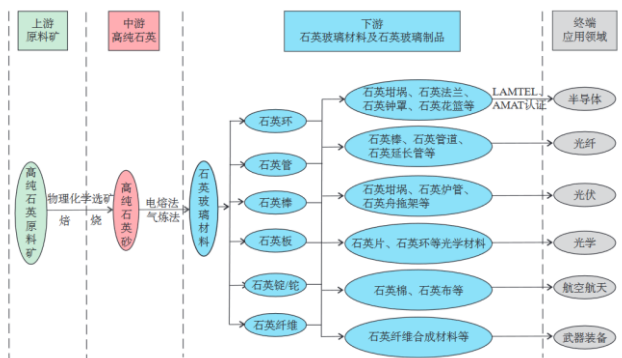 上游
原料矿
中游
高纯石英
下游
石英玻璃材料及石英玻璃制品
终端
应用领域
高纯石英原料矿
物理化学选矿
焙 烧
高纯石英砂
电熔法
气炼法
石英玻璃材料
石英环
石英管
石英棒
石英板
石英锭/铊
石英纤维
石英坩埚、石英法兰、
石英钟罩、石英花篮等
LAMTEL、
AMAT认证
半导体
石英棒、石英管道、
石英延长管等
光纤
石英坩埚、石英炉管、
石英舟拖架等
光伏
石英片、石英环等光学材料
光学
石英棉、石英布等
航空航天
石英纤维合成材料等
武器装备